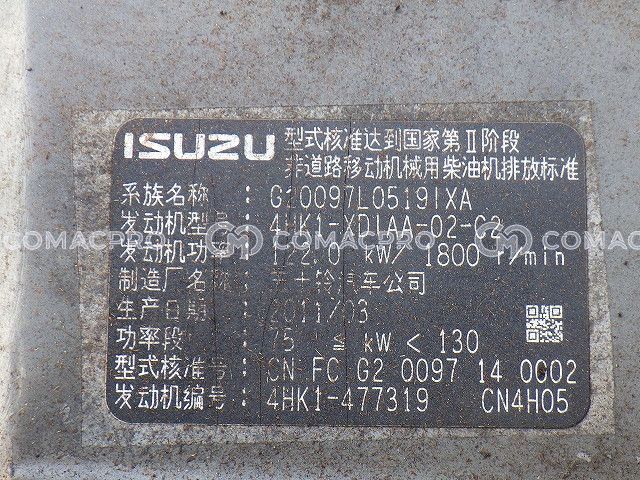 ISUZU
型式核准达到国家第Ⅱ阶段
非道路移动机械用柴油机排放标准
系族名称 : G20097L0519IXA
发动机型号 : 4HK1-XDIAA-02-C2
发动机功率 : 122.0 kW/ 1800 r/min
制造厂名称 : 五十铃汽车公司
生产日期 : 2011/03
功率段 : 75 ≤ kW < 130
型式核准号 : CN FC G2 0097 14 0002
发动机编号 : 4HK1-477319 CN4H05
COMACPRO COMACPRO COMACPRO